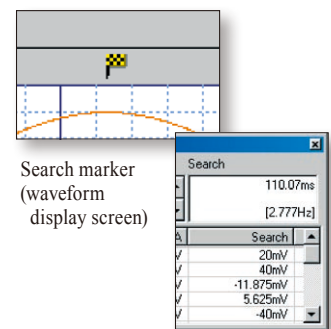 Search marker
(waveform
display screen)
Search
110.07ms
[2.777Hz]
Search
20mV
40mV
-11.875mV
5.625mV
-40mV